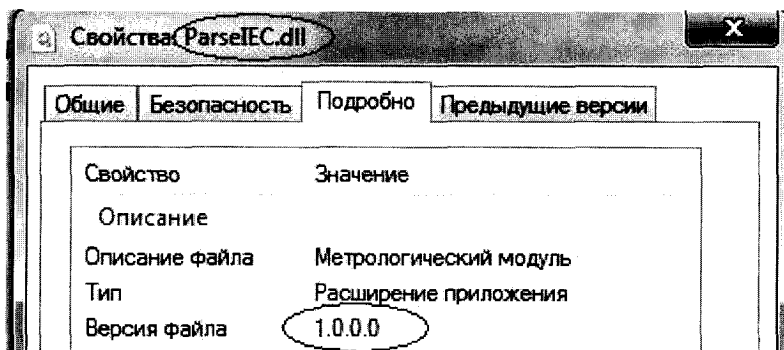 Свойства: ParseIEC.dll
Общие Безопасность Подробно Предыдущие версии
Свойство Значение
Описание
Описание файла Метрологический модуль
Тип Расширение приложения
Версия файла 1.0.0.0